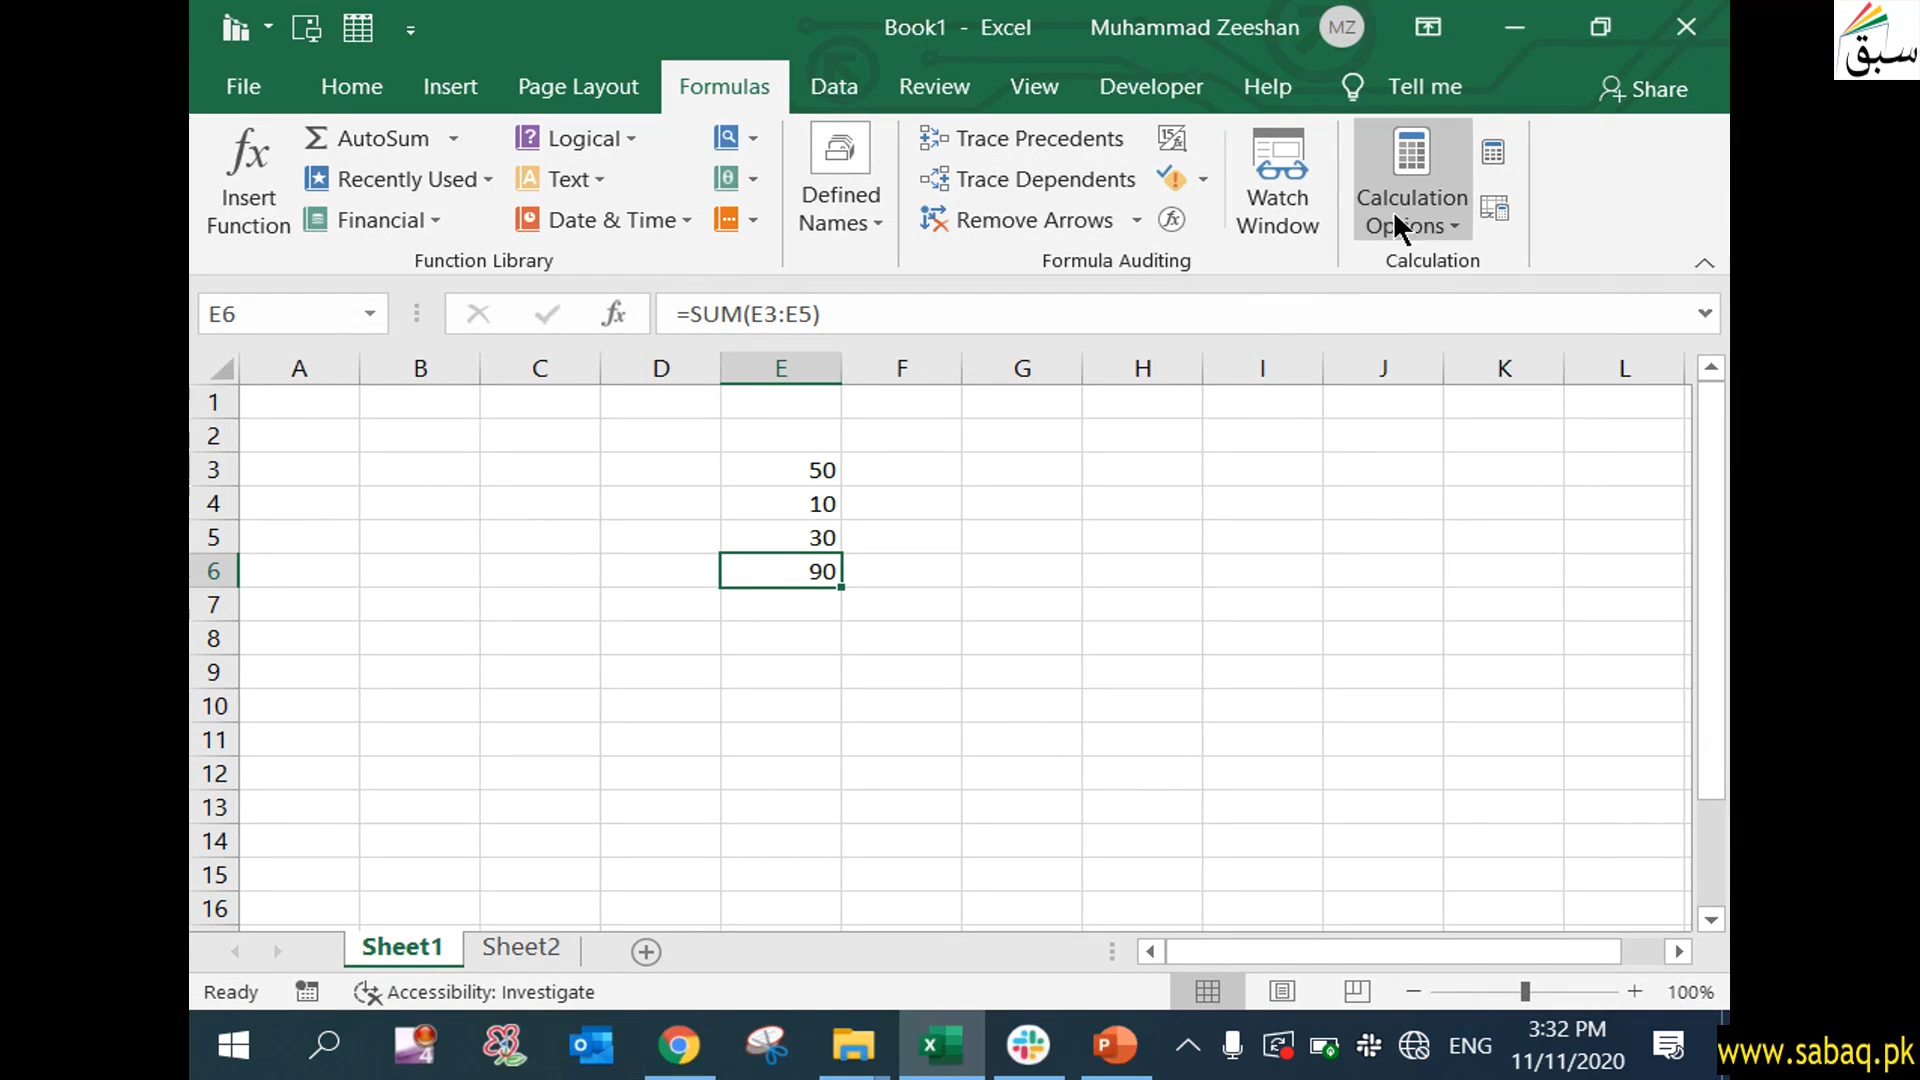 Book1 - Excel
Muhammad Zeeshan
MZ
سبق
File
Home
Insert
Page Layout
Formulas
Data
Review
View
Developer
Help
Tell me
Share
Insert
Function
AutoSum
Recently Used
Financial
Logical
Text
Date & Time
Function Library
Defined
Names
Trace Precedents
Trace Dependents
Remove Arrows
Formula Auditing
Watch
Window
Calculation
Options
Calculation
E6
fx
=SUM(E3:E5)
A B C D E F G H I J K L
1
2
3 50
4 10
5 30
6 90
7
8
9
10
11
12
13
14
15
16
Sheet1
Sheet2
Ready
Accessibility: Investigate
100%
ENG
3:32 PM
11/11/2020
www.sabaq.pk